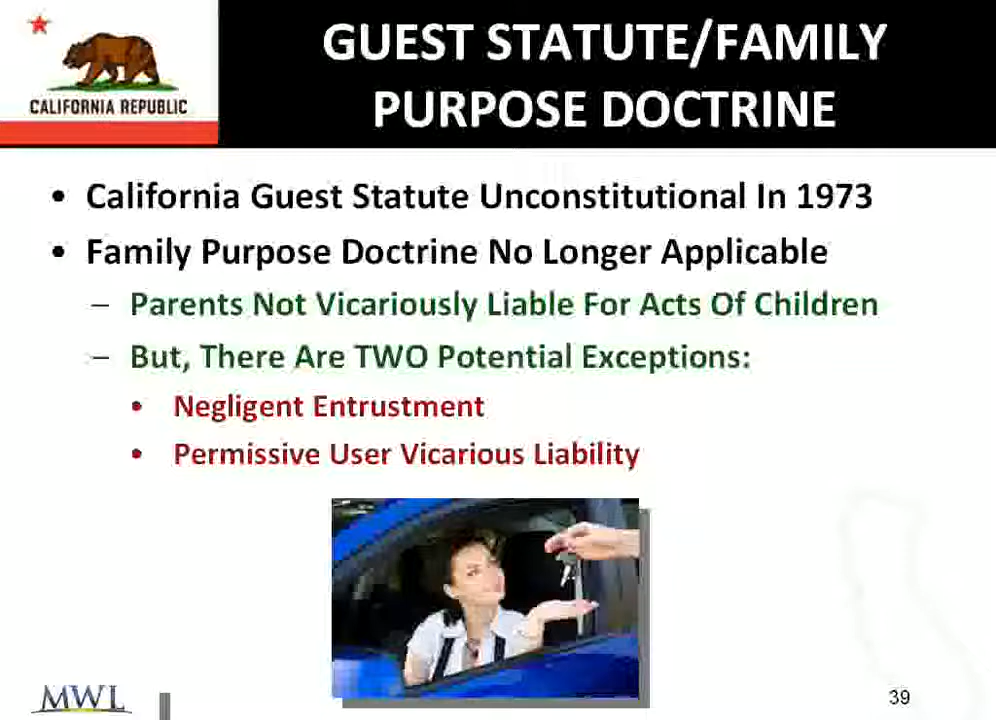 CALIFORNIA REPUBLIC
GUEST STATUTE/FAMILY
PURPOSE DOCTRINE
• California Guest Statute Unconstitutional In 1973
• Family Purpose Doctrine No Longer Applicable
– Parents Not Vicariously Liable For Acts Of Children
– But, There Are TWO Potential Exceptions:
• Negligent Entrustment
• Permissive User Vicarious Liability
MWL
39